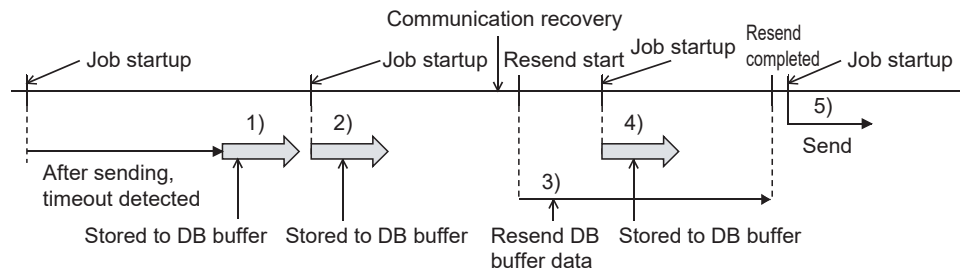 Communication recovery
Job startup
Job startup
Resend start
Job startup
Resend
completed
Job startup
1)
2)
4)
5)
Send
After sending,
timeout detected
3)
Stored to DB buffer
Stored to DB buffer
Resend DB
buffer data
Stored to DB buffer